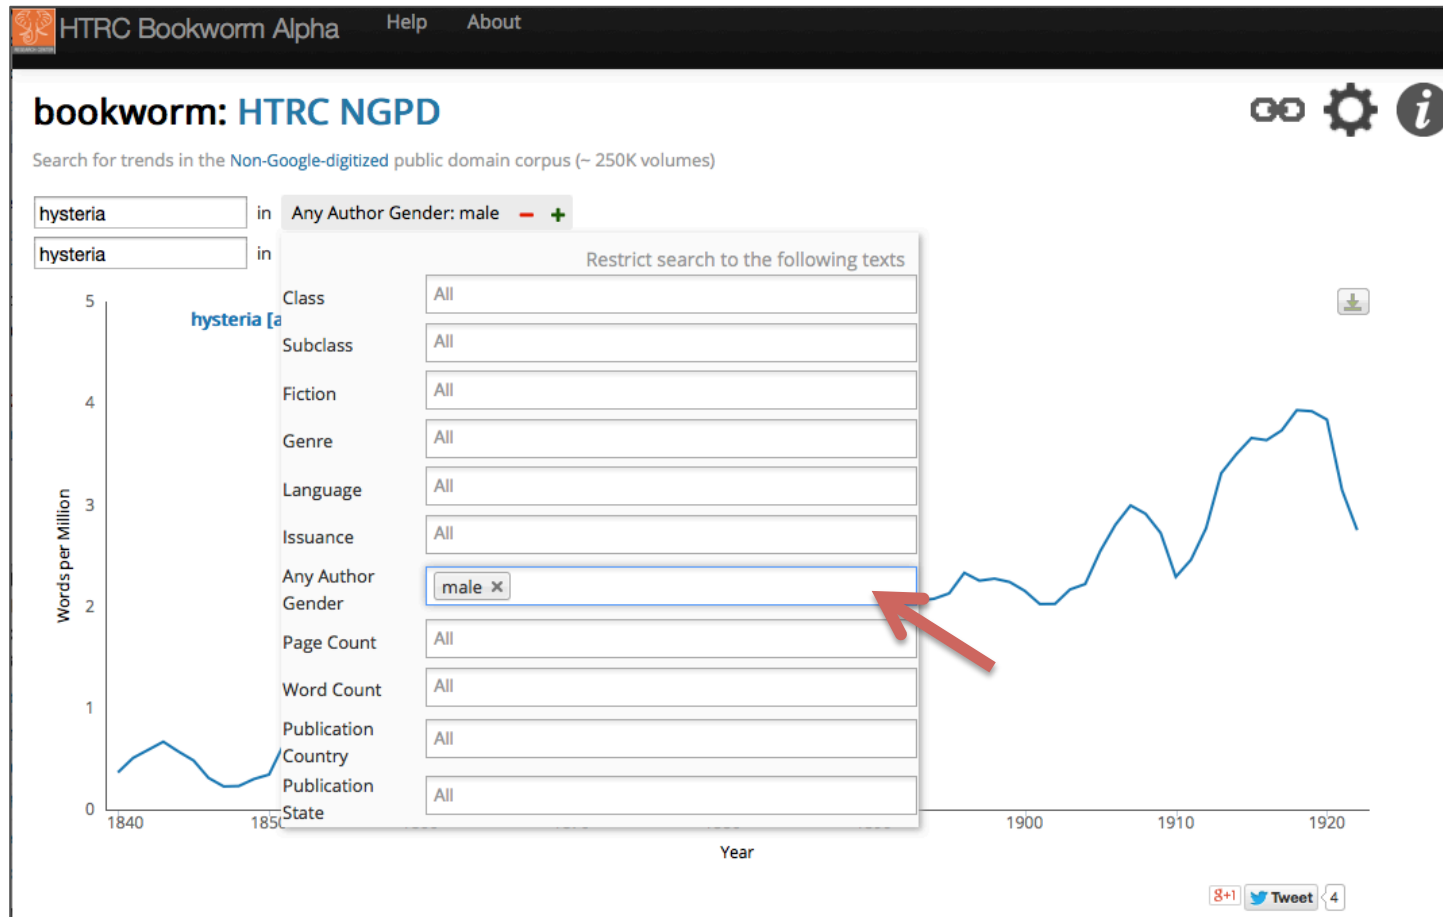 HTRC Bookworm Alpha Help About
bookworm: HTRC NGPD
Search for trends in the Non-Google-digitized public domain corpus (~ 250K volumes)
hysteria in Any Author Gender: male − +
hysteria in
Restrict search to the following texts
Class All
Subclass All
Fiction All
Genre All
Language All
Issuance All
Any Author Gender male ×
Page Count All
Word Count All
Publication Country All
Publication State All
hysteria [a
5
4
3
2
1
0
Words per Million
1840 185 1900 1910 1920
Year
g+1 Tweet 4